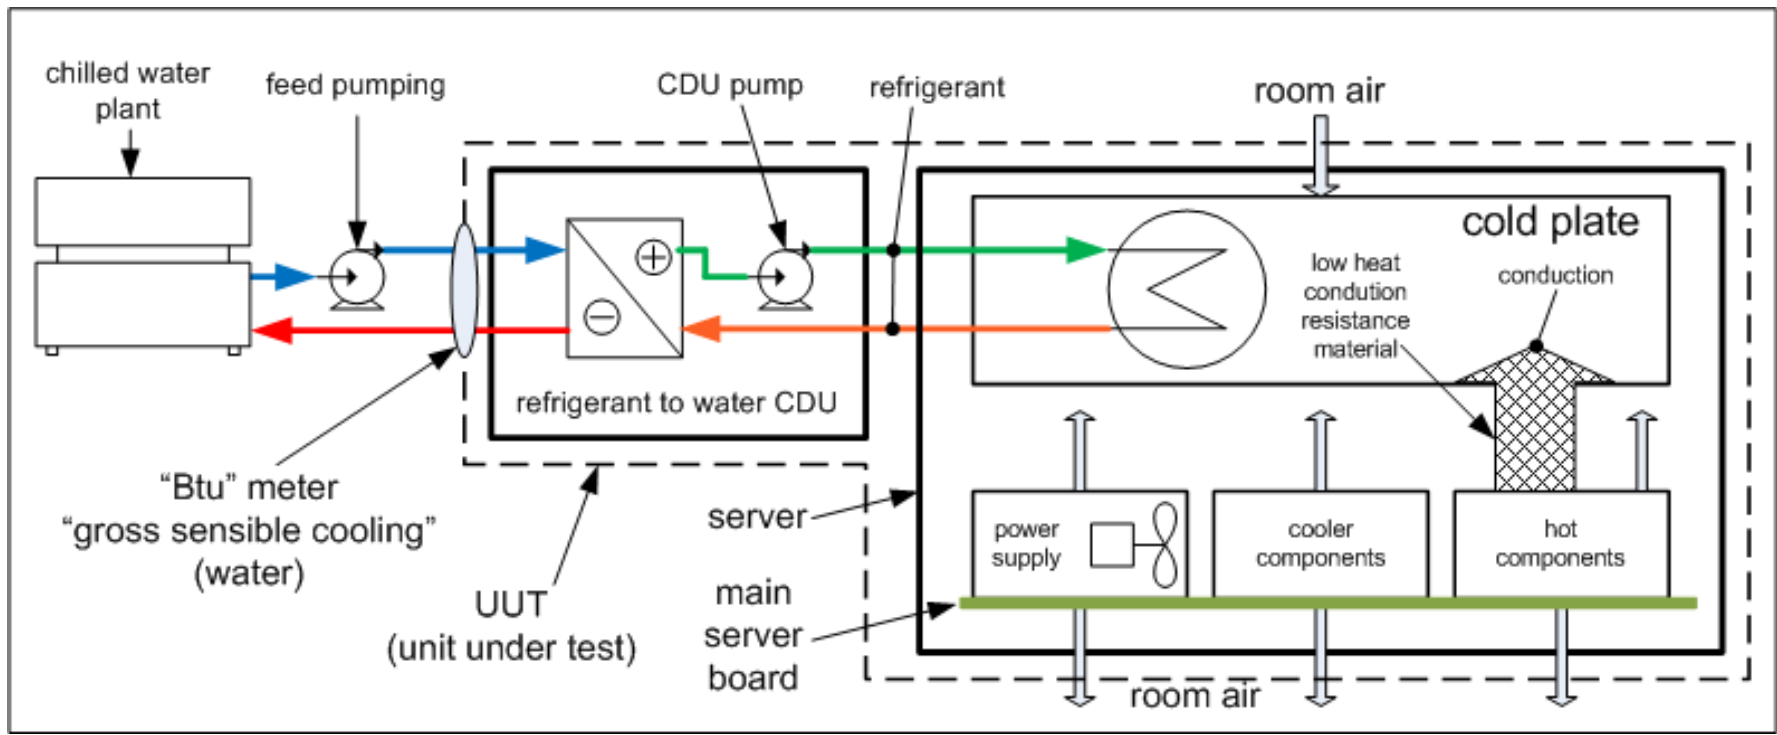 chilled water
plant
feed pumping
CDU pump
refrigerant
room air
cold plate
low heat
condution
resistance
material
conduction
refrigerant to water CDU
“Btu” meter
“gross sensible cooling”
(water)
UUT
(unit under test)
server
main
server
board
power
supply
cooler
components
hot
components
room air